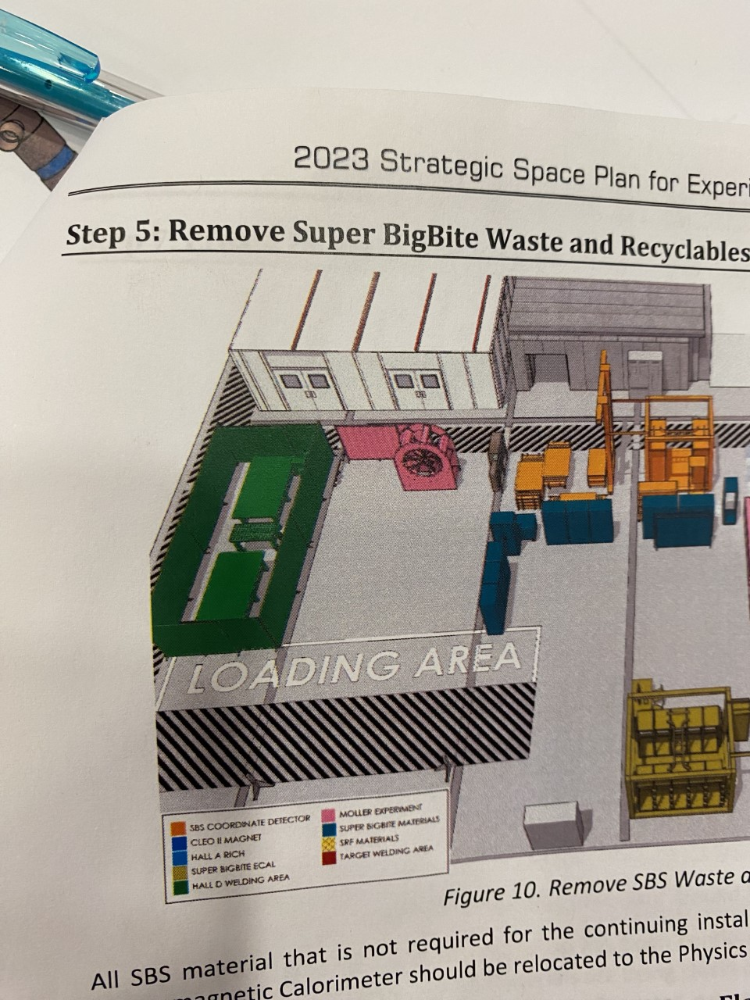 2023 Strategic Space Plan for Experi
Step 5: Remove Super BigBite Waste and Recyclables
LOADING AREA
SBS COORDINATE DETECTOR
CLEO II MAGNET
HALL A RICH
SUPER BIGBITE ECAL
HALL D WELDING AREA
MOLLER EXPERIMENT
SUPER BIGBITE MATERIALS
SRF MATERIALS
TARGET WELDING AREA
Figure 10. Remove SBS Waste a
All SBS material that is not required for the continuing instal
magnetic Calorimeter should be relocated to the Physics